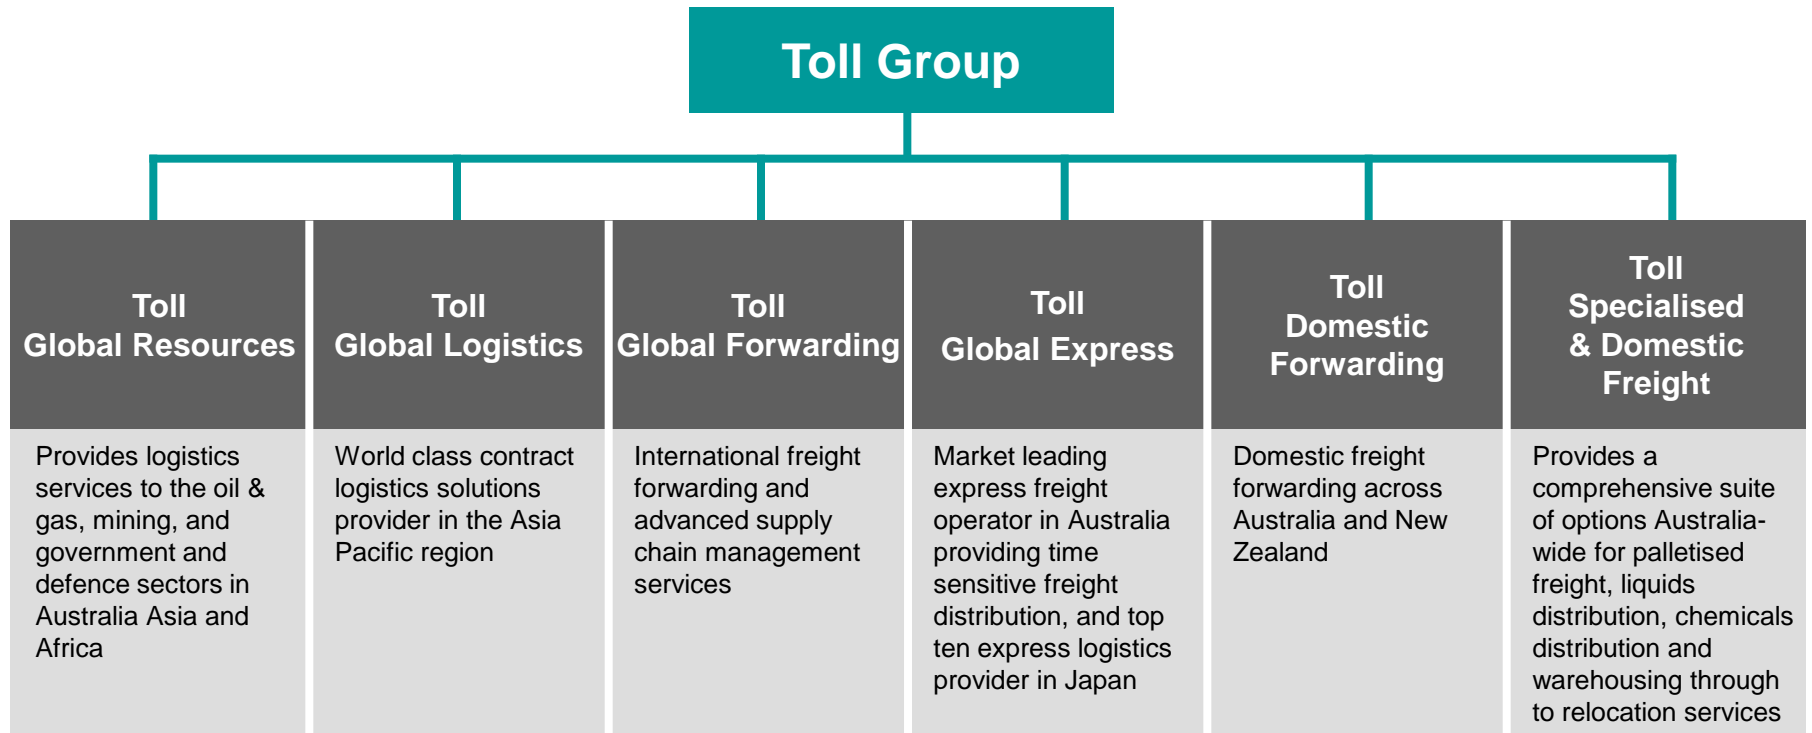 Toll Group
Toll
Global Resources
Toll
Global Logistics
Toll
Global Forwarding
Toll
Global Express
Toll
Domestic
Forwarding
Toll
Specialised
& Domestic
Freight
Provides logistics
services to the oil &
gas, mining, and
government and
defence sectors in
Australia Asia and
Africa
World class contract
logistics solutions
provider in the Asia
Pacific region
International freight
forwarding and
advanced supply
chain management
services
Market leading
express freight
operator in Australia
providing time
sensitive freight
distribution, and top
ten express logistics
provider in Japan
Domestic freight
forwarding across
Australia and New
Zealand
Provides a
comprehensive suite
of options Australia-
wide for palletised
freight, liquids
distribution, chemicals
distribution and
warehousing through
to relocation services